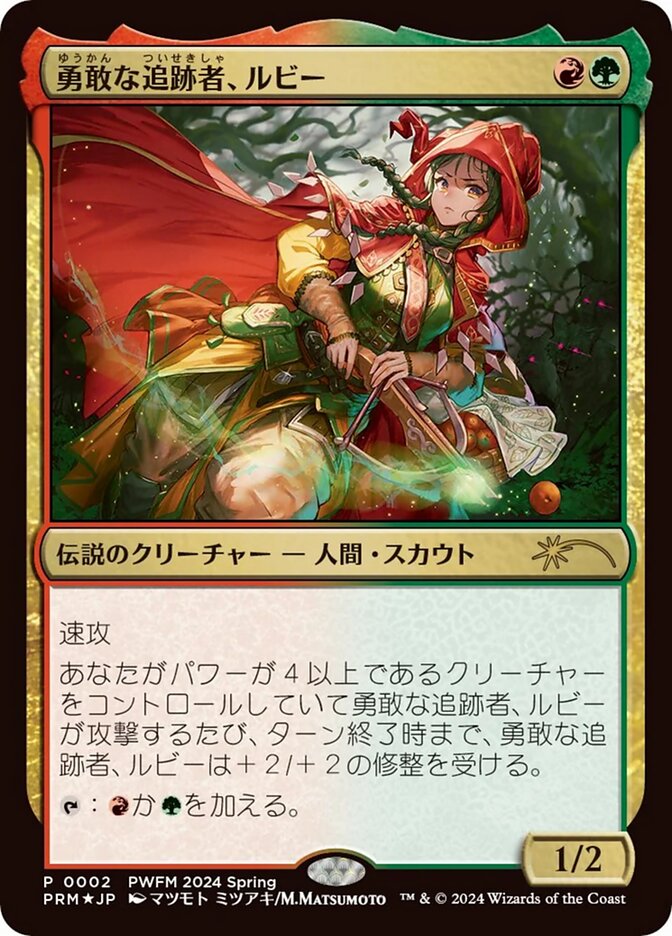 ゆうかん ついせきしゃ
勇敢な追跡者、ルビー
伝説のクリーチャー ― 人間・スカウト
速攻
あなたがパワーが４以上であるクリーチャー
をコントロールしていて勇敢な追跡者、ルビー
が攻撃するたび、ターン終了時まで、勇敢な追
跡者、ルビーは＋２/＋２の修整を受ける。
：かを加える。
1/2
P 0002 PWFM 2024 Spring
PRM★JP マツモト ミツアキ/M.MATSUMOTO ™ & © 2024 Wizards of the Coast